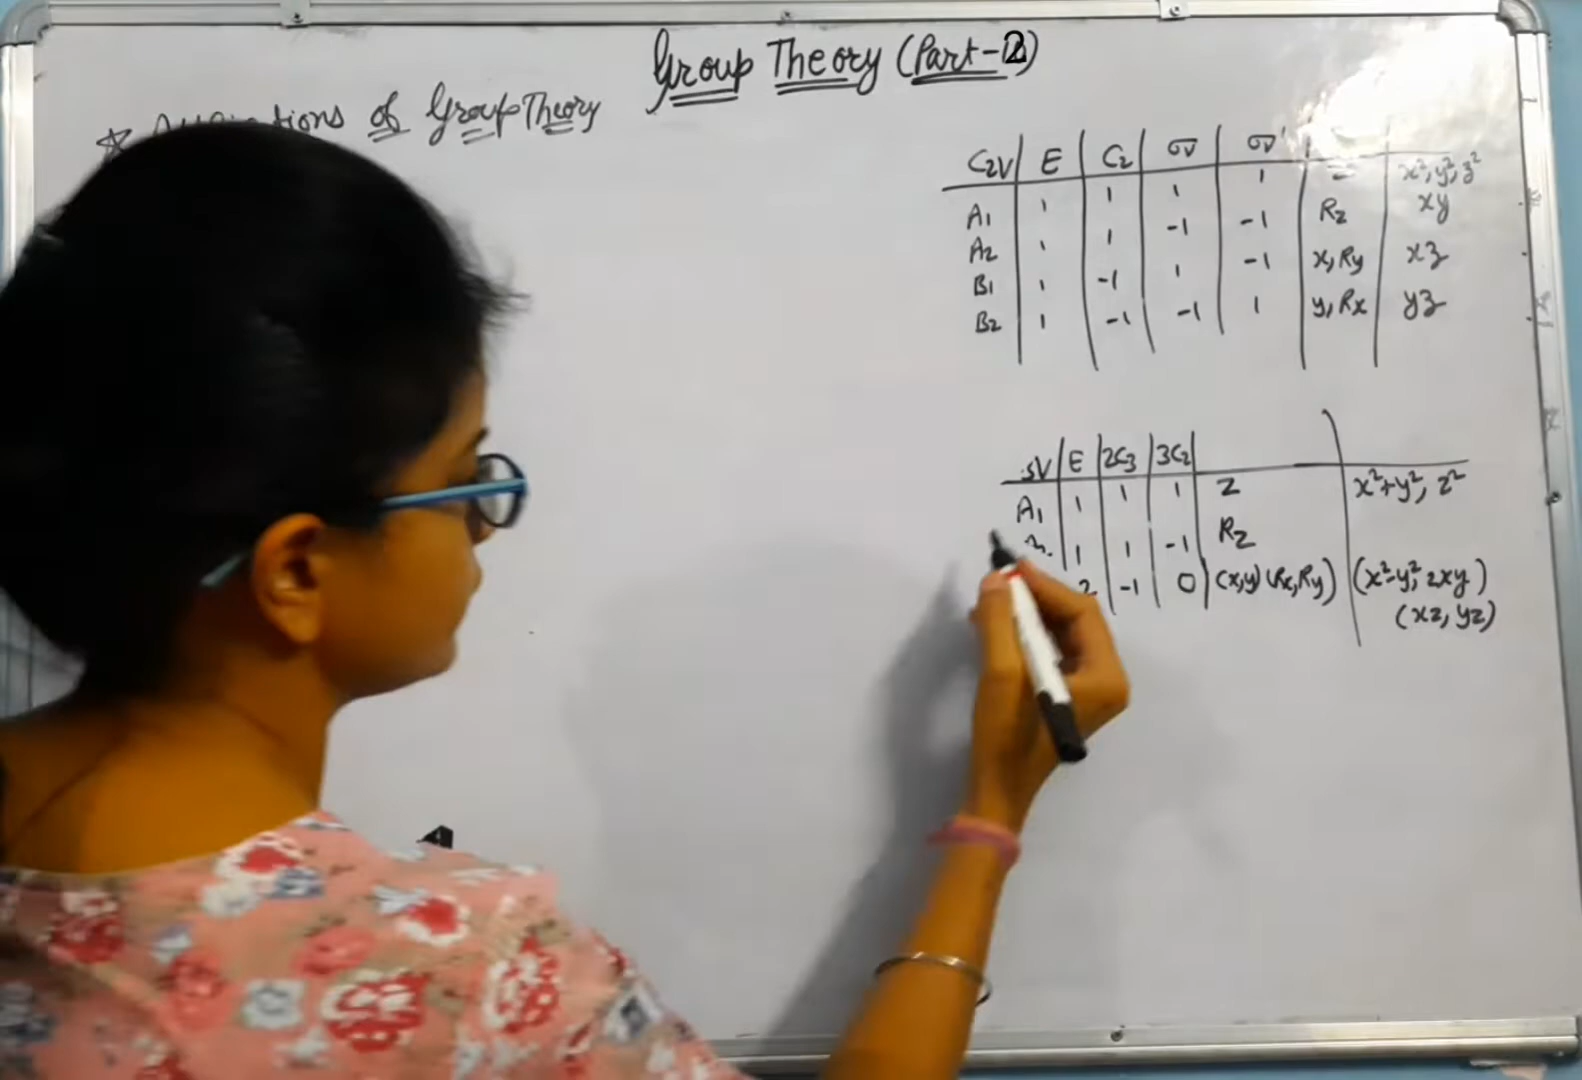 Group Theory (Part-2)
of Group Theory
C2V E C2 σV σV'
A1 1 1 1 1 x², y², z²
A2 1 1 -1 -1 Rz xy
B1 1 -1 1 -1 x, Ry xz
B2 1 -1 -1 1 y, Rx yz
3V E 2C3 3C2
A1 1 1 1 Z x²+y², z²
1 1 -1 Rz
2 -1 0 (x,y) (Rx, Ry) (x²-y², 2xy)
(xz, yz)